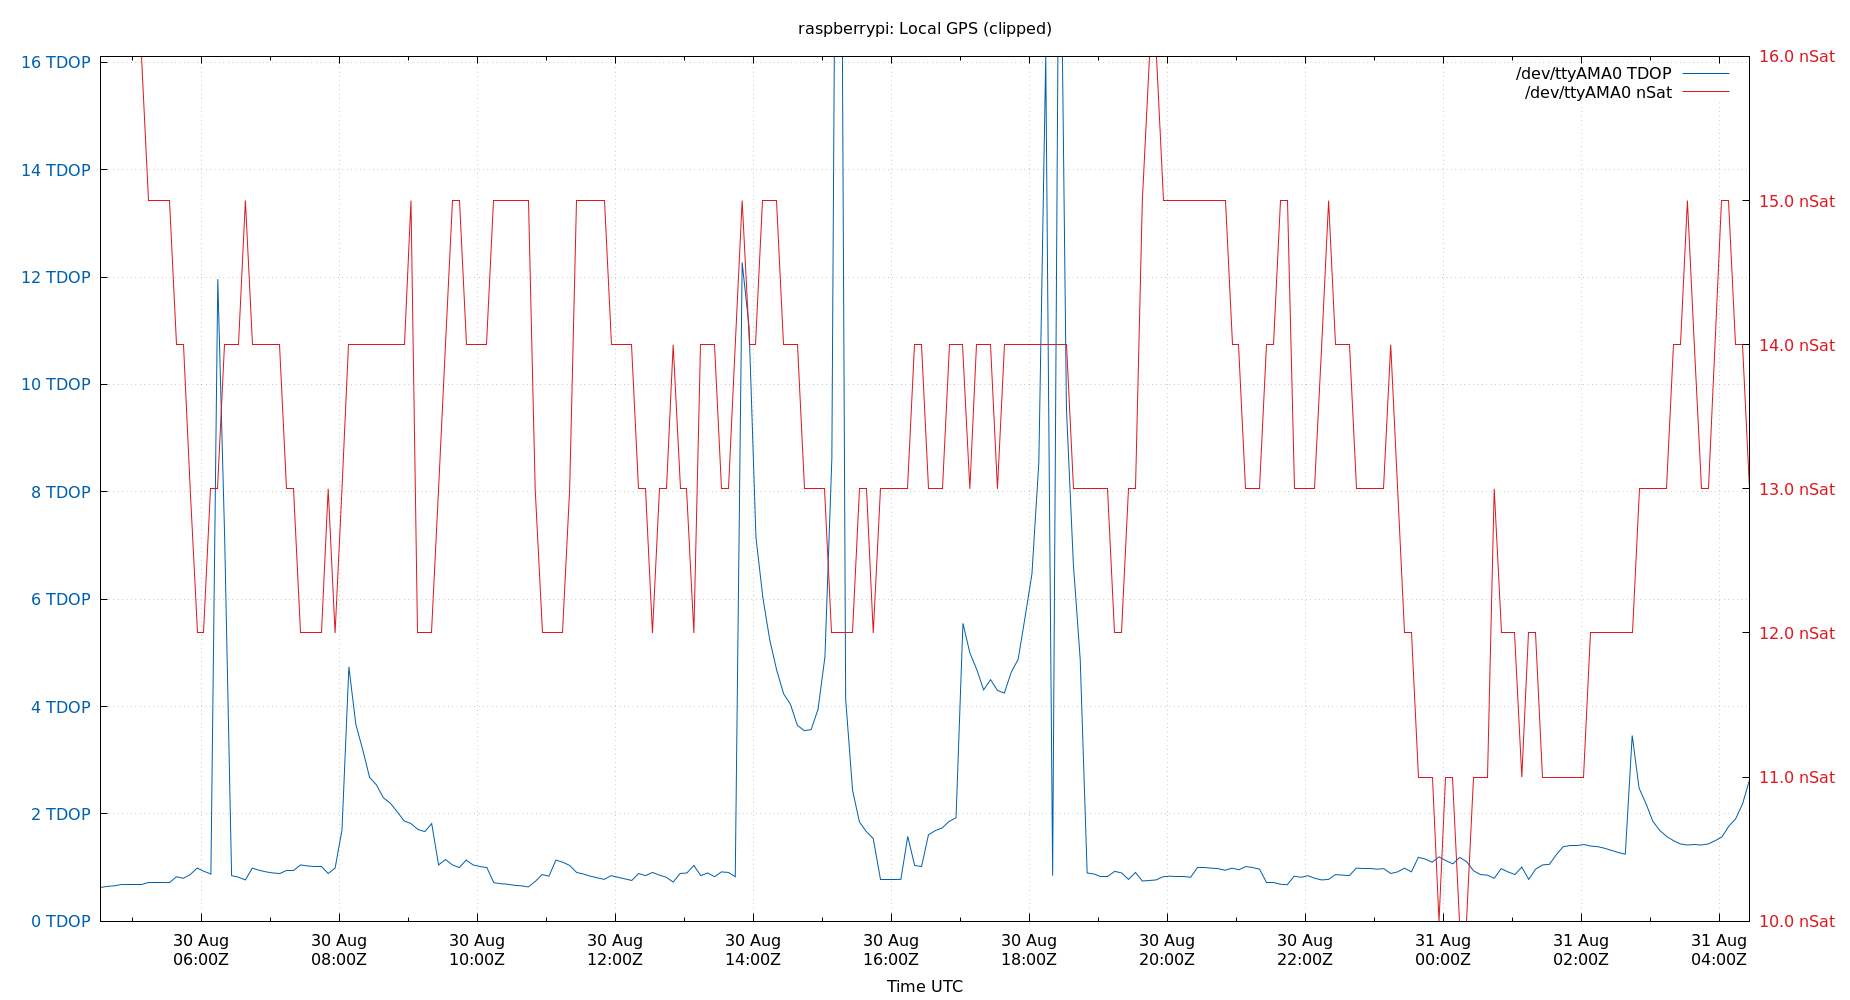 raspberrypi: Local GPS (clipped)
/dev/ttyAMA0 TDOP
/dev/ttyAMA0 nSat
16 TDOP
14 TDOP
12 TDOP
10 TDOP
8 TDOP
6 TDOP
4 TDOP
2 TDOP
0 TDOP
16.0 nSat
15.0 nSat
14.0 nSat
13.0 nSat
12.0 nSat
11.0 nSat
10.0 nSat
30 Aug 30 Aug 30 Aug 30 Aug 30 Aug 30 Aug 30 Aug 30 Aug 30 Aug 31 Aug 31 Aug 31 Aug
06:00Z 08:00Z 10:00Z 12:00Z 14:00Z 16:00Z 18:00Z 20:00Z 22:00Z 00:00Z 02:00Z 04:00Z
Time UTC